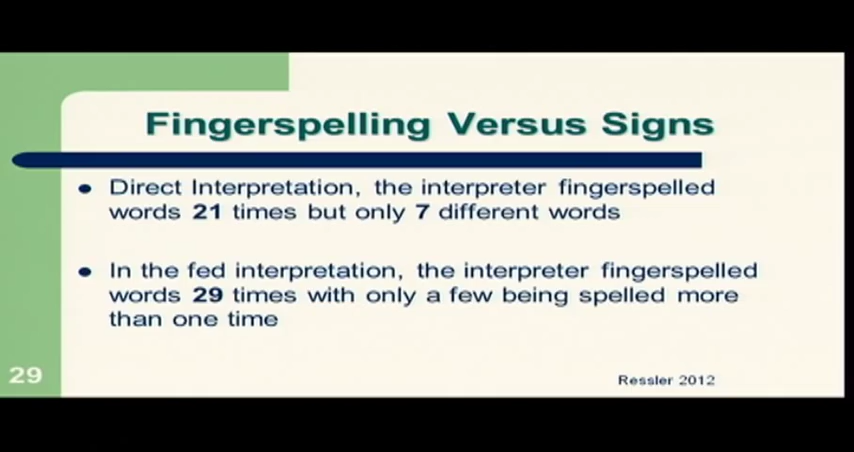 Fingerspelling Versus Signs
Direct Interpretation, the interpreter fingerspelled
words 21 times but only 7 different words
In the fed interpretation, the interpreter fingerspelled
words 29 times with only a few being spelled more
than one time
29
Ressler 2012